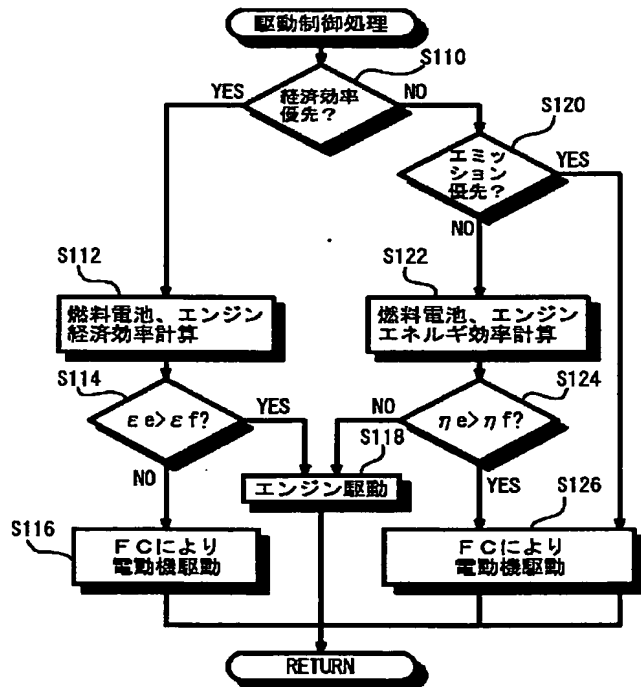 駆動制御処理
S110
経済効率
優先?
YES
NO
S120
エミッ
ション
優先?
YES
NO
S112
燃料電池、エンジン
経済効率計算
S122
燃料電池、エンジン
エネルギ効率計算
S114
εe>εf?
YES
NO
S124
ηe>ηf?
NO
YES
S118
エンジン駆動
S116
FCにより
電動機駆動
S126
FCにより
電動機駆動
RETURN